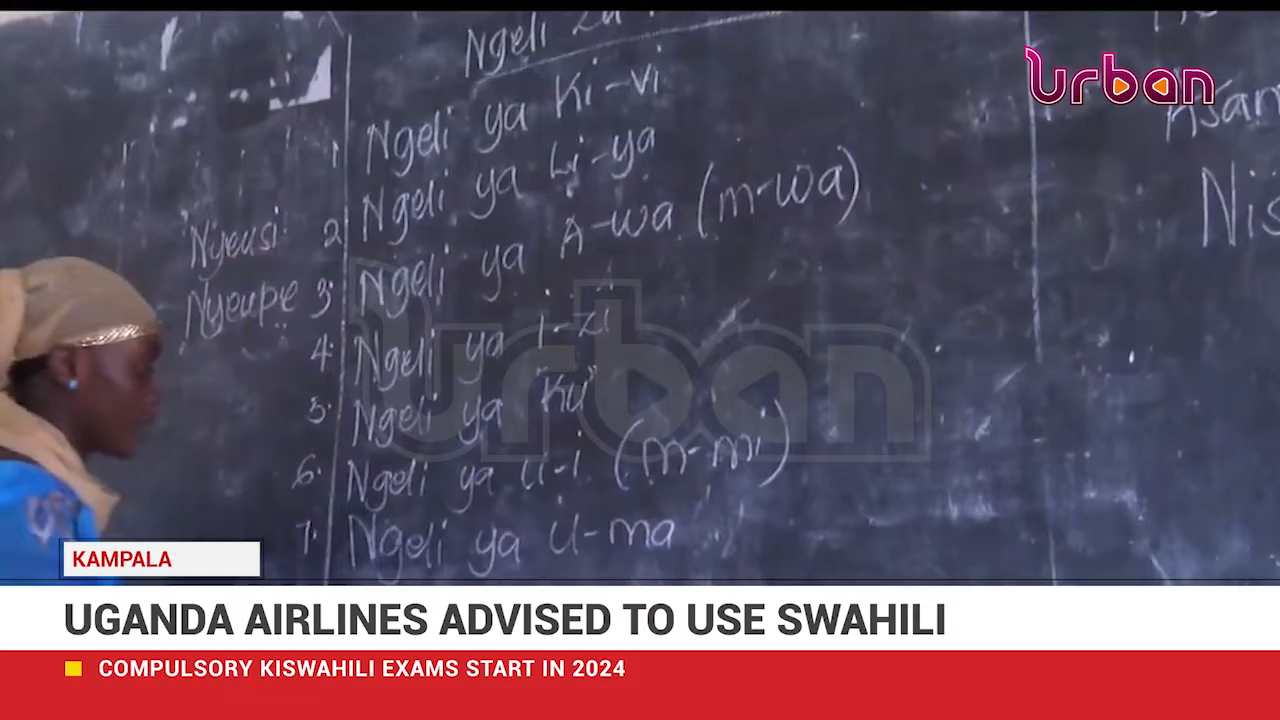 Ngeli za
urban
1 Ngeli ya Ki-vi
2 Ngeli ya Li-ya
3. Ngeli ya A-wa (m-wa)
4. Ngeli ya I-ZI
5. Ngeli ya "Ku"
6. Ngeli ya U-i (m-mi)
7. Ngeli ya U-ma
Nyeusi
Nyeupe
Asan
Nis
urban
KAMPALA
UGANDA AIRLINES ADVISED TO USE SWAHILI
COMPULSORY KISWAHILI EXAMS START IN 2024